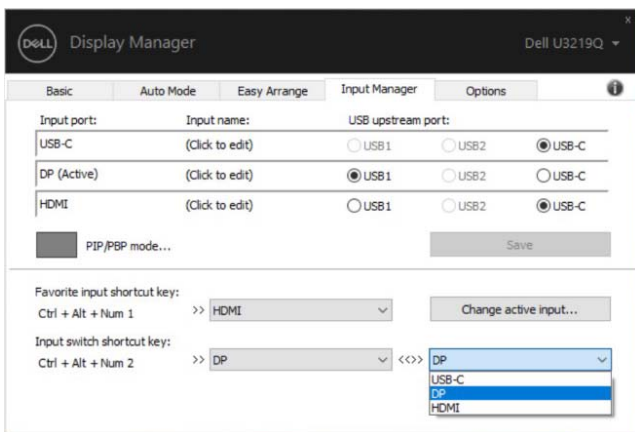 x
DELL Display Manager Dell U3219Q
Basic Auto Mode Easy Arrange Input Manager Options i
Input port: Input name: USB upstream port:
USB-C (Click to edit) USB1 USB2 USB-C
DP (Active) (Click to edit) USB1 USB2 USB-C
HDMI (Click to edit) USB1 USB2 USB-C
PIP/PBP mode... Save
Favorite input shortcut key:
Ctrl + Alt + Num 1 >> HDMI Change active input...
Input switch shortcut key:
Ctrl + Alt + Num 2 >> DP <<>> DP
USB-C
DP
HDMI